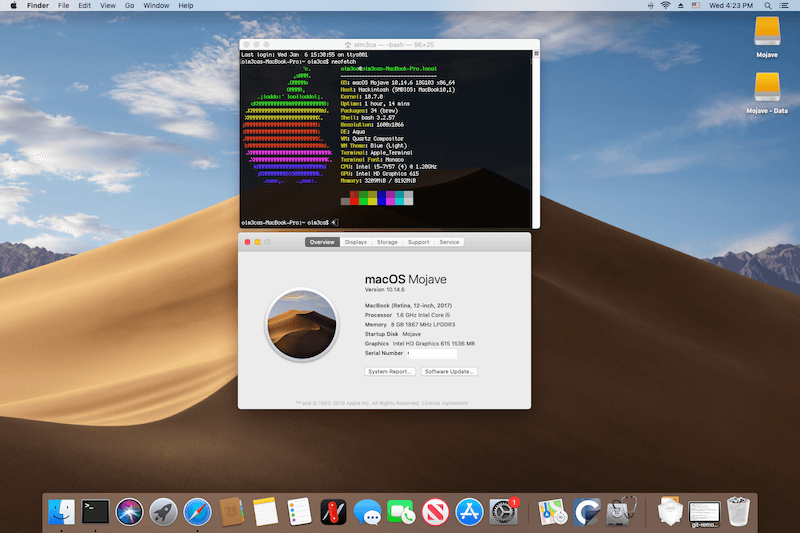 Finder File Edit View Go Window Help
Wed 4:23 PM
Mojave
Mojave - Data
olm3ca — -bash — 96×25
Last login: Wed Jan 6 15:30:55 on ttys001
olm3cas-MacBook-Pro:~ olm3ca$ neofetch
olm3ca@olm3cas-MacBook-Pro.local
OS: macOS Mojave 10.14.6 18G103 x86_64
Host: Hackintosh (SMBIOS: MacBook10,1)
Kernel: 18.7.0
Uptime: 1 hour, 14 mins
Packages: 34 (brew)
Shell: bash 3.2.57
Resolution: 1600x1066
DE: Aqua
WM: Quartz Compositor
WM Theme: Blue (Light)
Terminal: Apple_Terminal
Terminal Font: Monaco
CPU: Intel i5-7Y57 (4) @ 1.20GHz
GPU: Intel HD Graphics 615
Memory: 3209MiB / 8192MiB
olm3cas-MacBook-Pro:~ olm3ca$
Overview Displays Storage Support Service
macOS Mojave
Version 10.14.6
MacBook (Retina, 12-inch, 2017)
Processor 1.6 GHz Intel Core i5
Memory 8 GB 1867 MHz LPDDR3
Startup Disk Mojave
Graphics Intel HD Graphics 615 1536 MB
Serial Number
System Report... Software Update...
™ and © 1983-2019 Apple Inc. All Rights Reserved. License Agreement
1
git-remo...